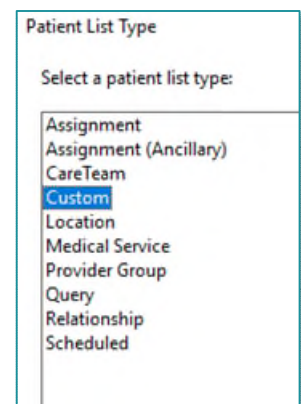 Patient List Type
Select a patient list type:
Assignment
Assignment (Ancillary)
CareTeam
Custom
Location
Medical Service
Provider Group
Query
Relationship
Scheduled